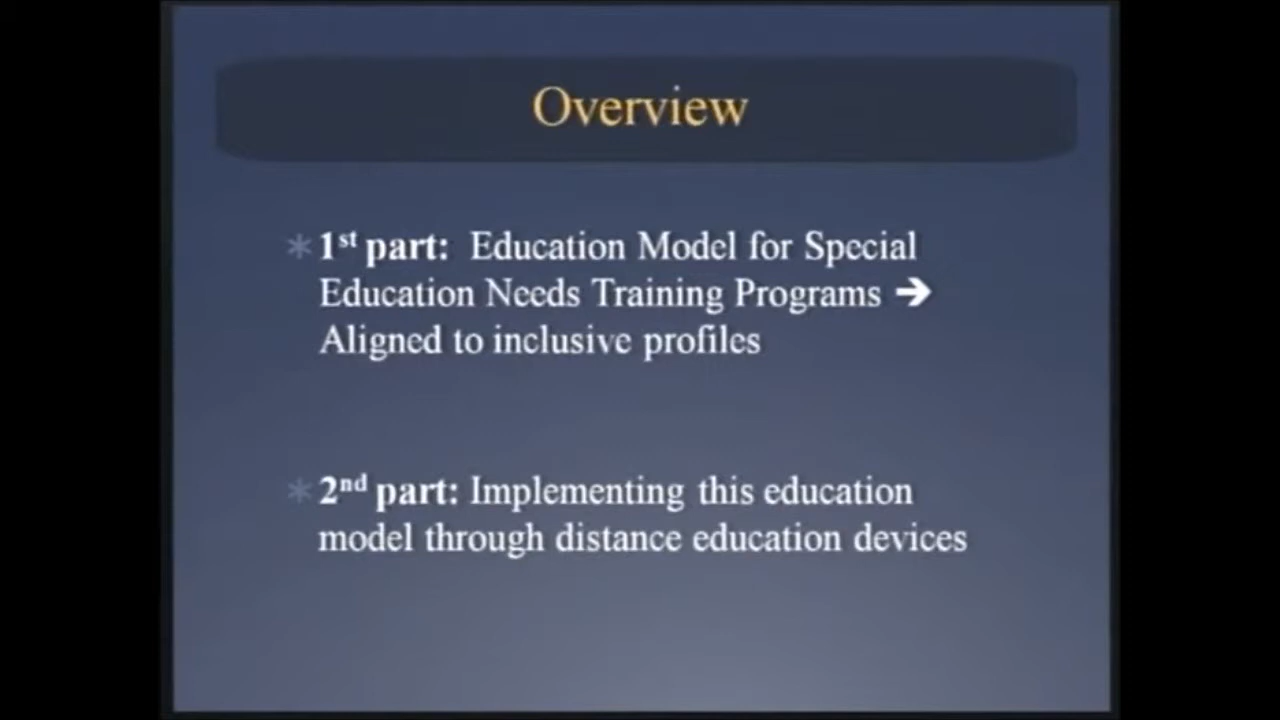 Overview
* 1st part: Education Model for Special
Education Needs Training Programs ➔
Aligned to inclusive profiles
* 2nd part: Implementing this education
model through distance education devices